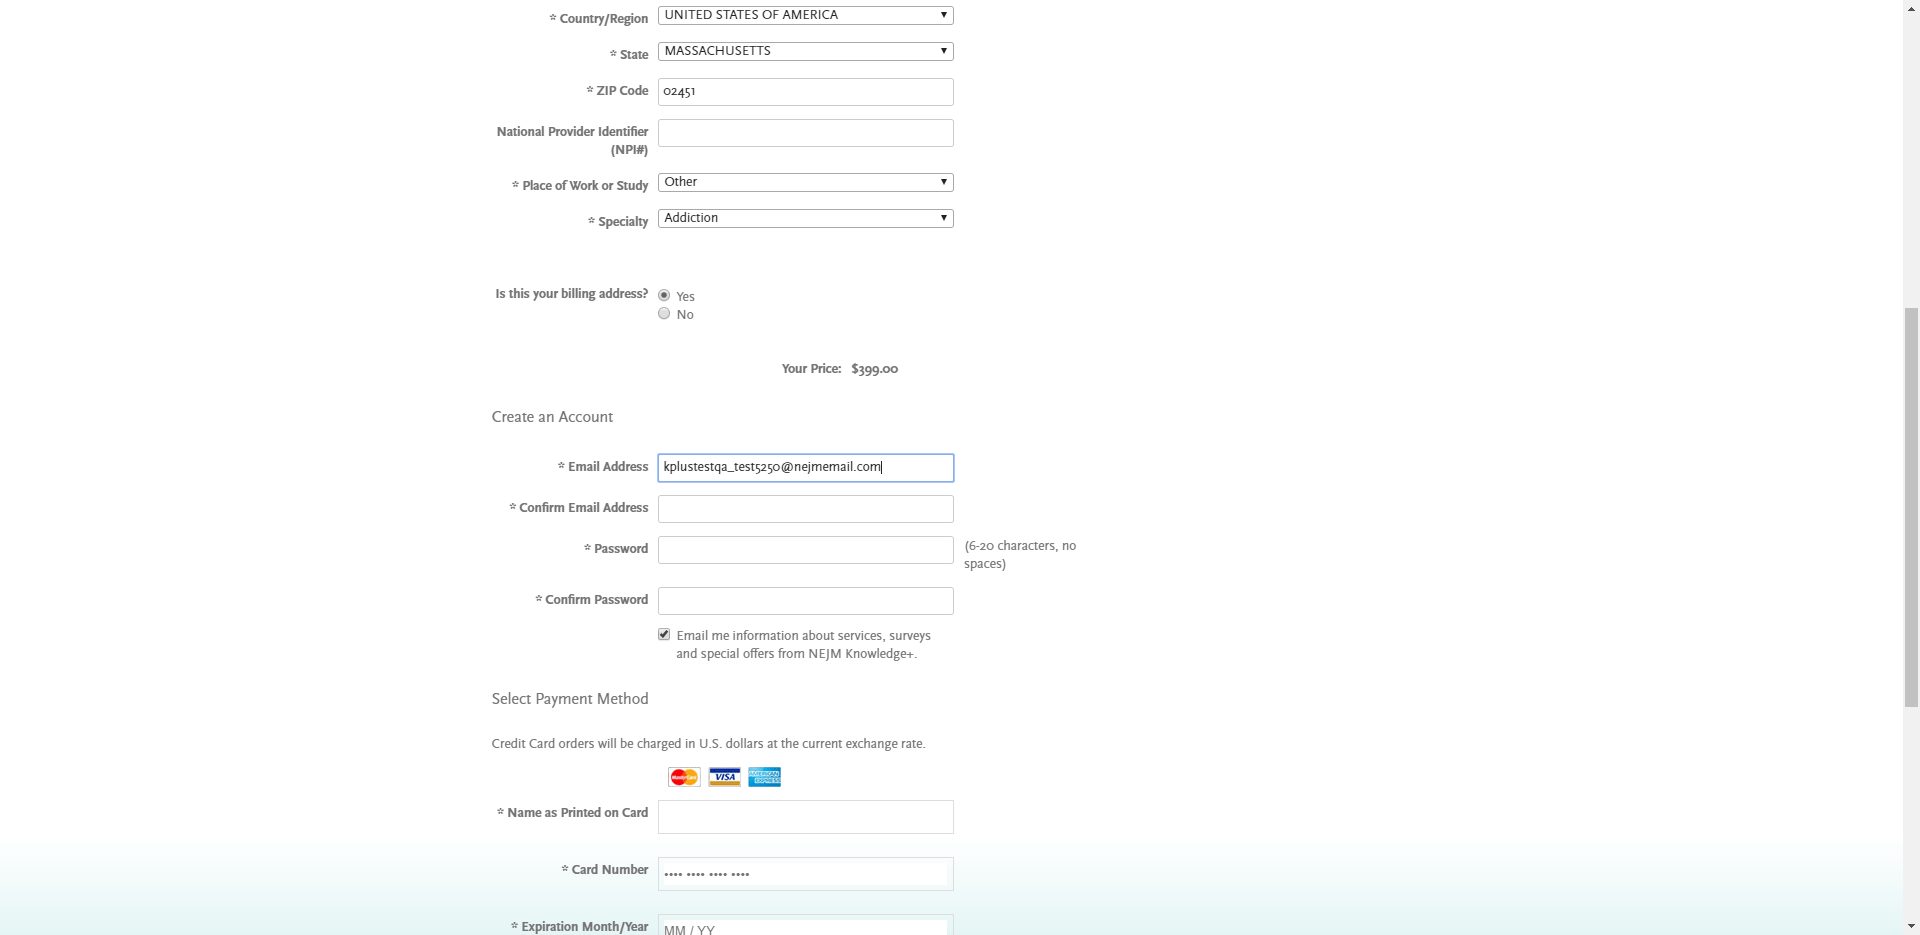 * Country/Region UNITED STATES OF AMERICA
* State MASSACHUSETTS
* ZIP Code 02451
National Provider Identifier
(NPI#)
* Place of Work or Study Other
* Specialty Addiction
Is this your billing address? Yes
No
Your Price: $399.00
Create an Account
* Email Address kplustestqa_test5250@nejmemail.com
* Confirm Email Address
* Password (6-20 characters, no
spaces)
* Confirm Password
Email me information about services, surveys
and special offers from NEJM Knowledge+.
Select Payment Method
Credit Card orders will be charged in U.S. dollars at the current exchange rate.
MasterCard VISA AMERICAN EXPRESS
* Name as Printed on Card
* Card Number •••• •••• •••• ••••
* Expiration Month/Year MM / YY